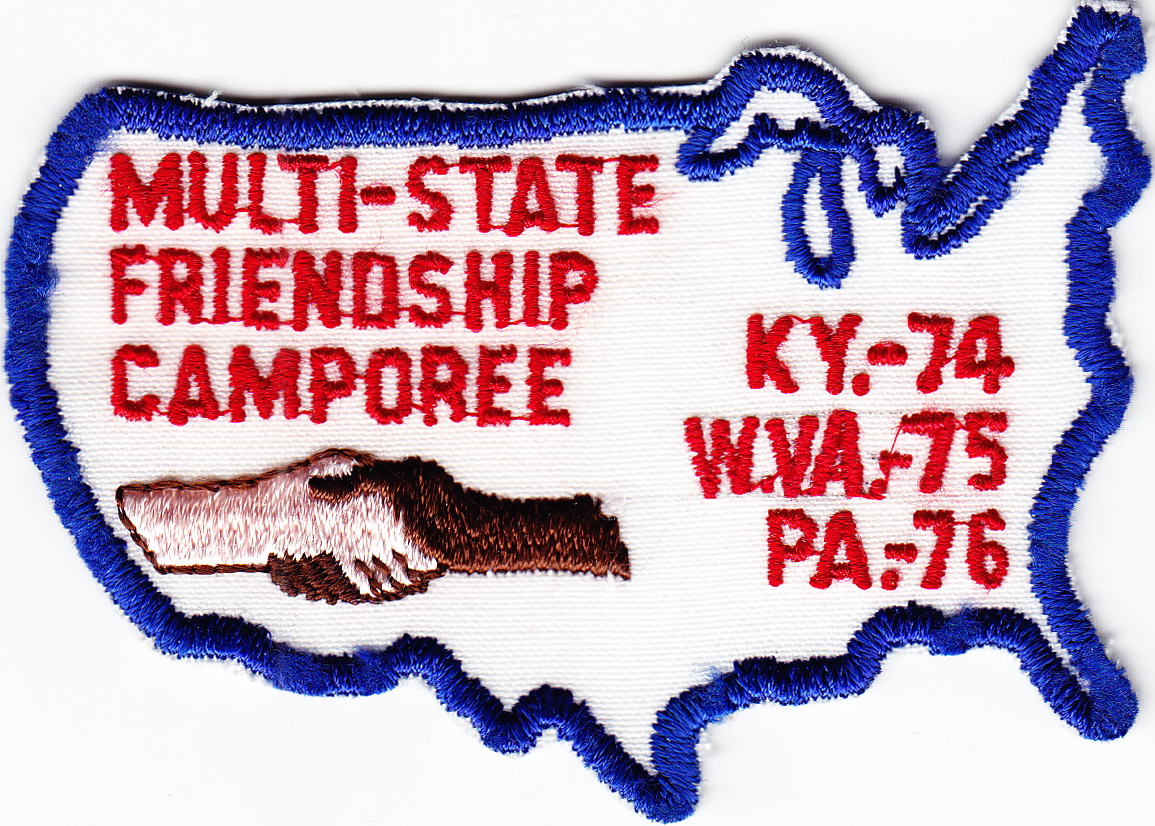 MULTI-STATE
FRIENDSHIP
CAMPOREE
KY.-74
W.VA.-75
PA.-76